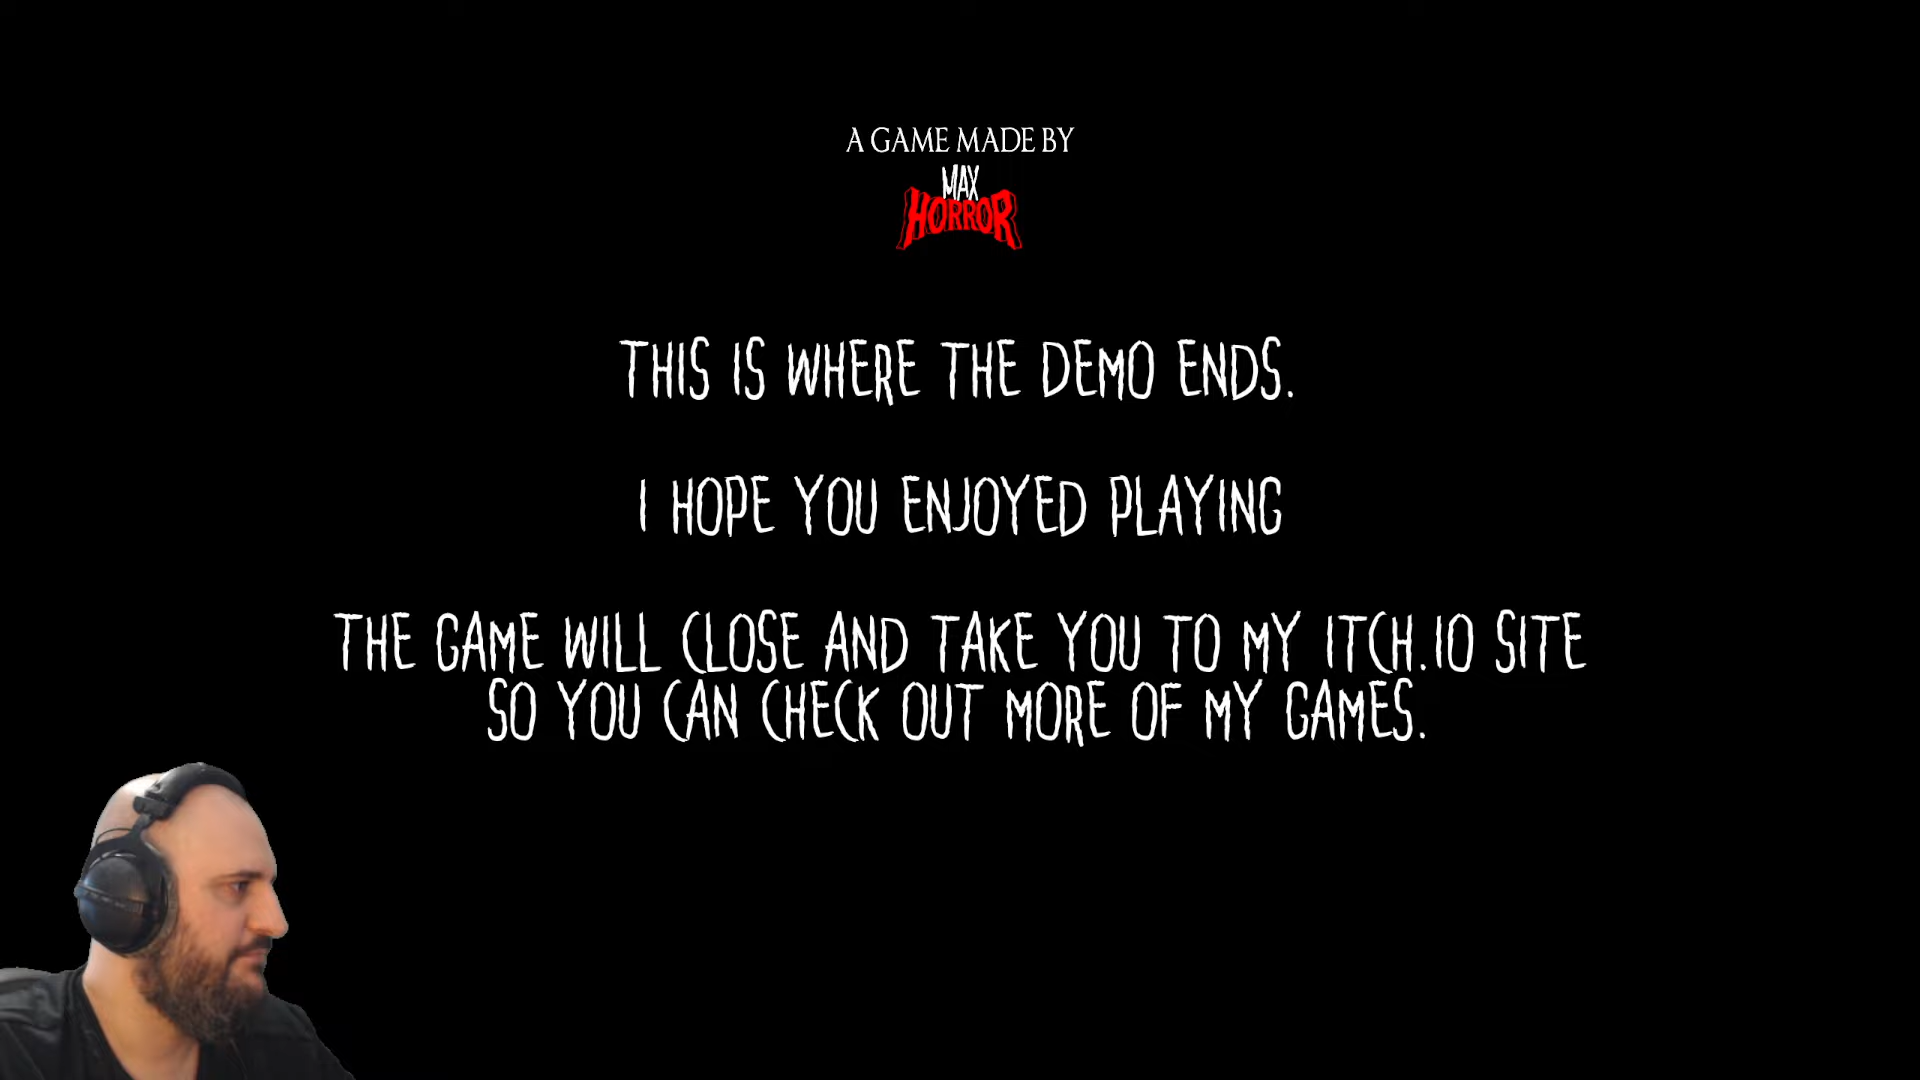 A GAME MADE BY
MAX
HORROR
THIS IS WHERE THE DEMO ENDS.
I HOPE YOU ENJOYED PLAYING
THE GAME WILL CLOSE AND TAKE YOU TO MY ITCH.IO SITE
SO YOU CAN CHECK OUT MORE OF MY GAMES.